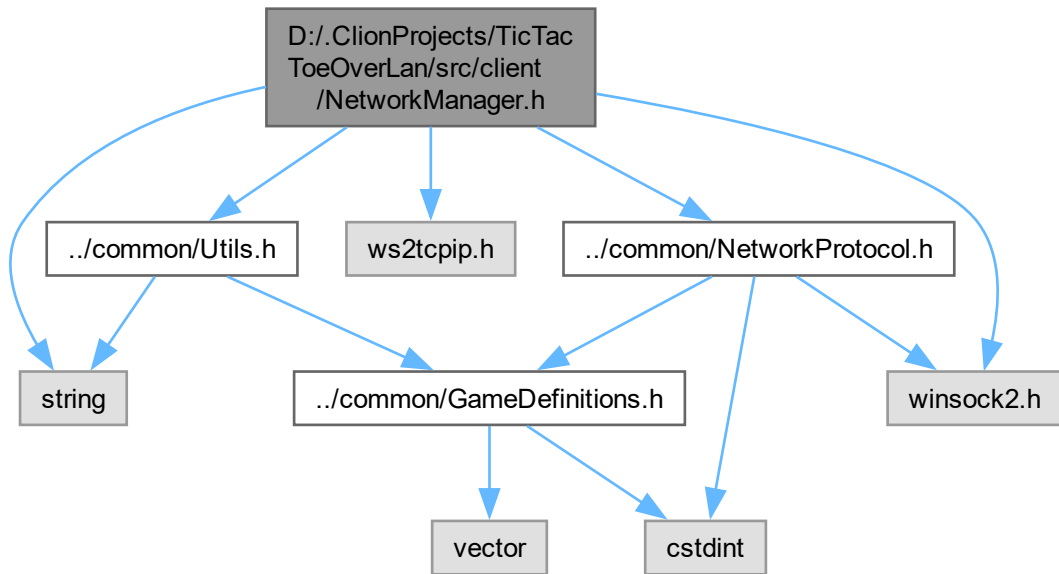 D:/.ClionProjects/TicTac
ToeOverLan/src/client
/NetworkManager.h
../common/Utils.h
ws2tcpip.h
../common/NetworkProtocol.h
string
../common/GameDefinitions.h
winsock2.h
vector
cstdint